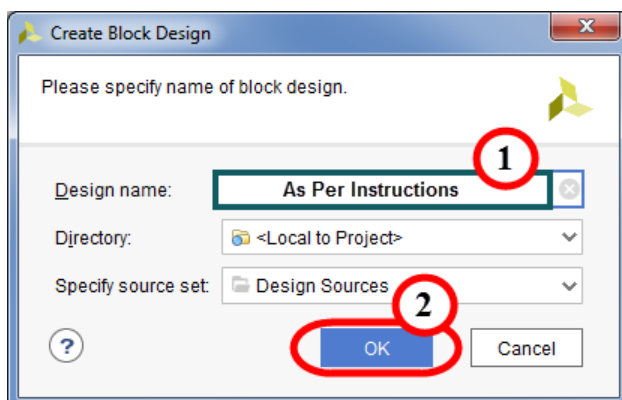 Create Block Design
Please specify name of block design.
1
Design name: As Per Instructions
Directory: <Local to Project>
Specify source set: Design Sources
2
? OK Cancel